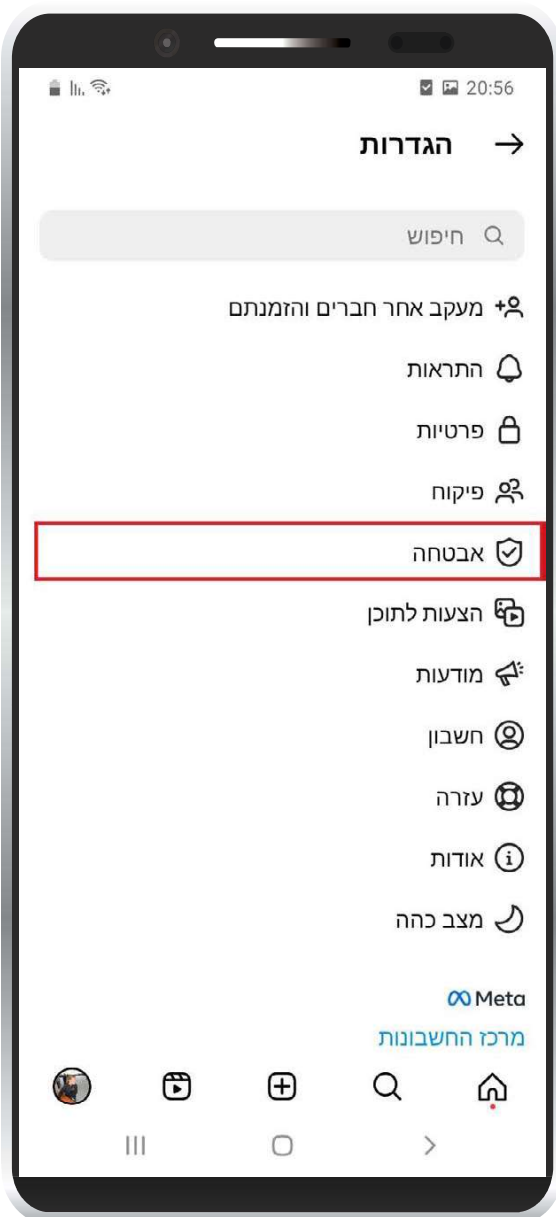 20:56
הגדרות
חיפוש
מעקב אחר חברים והזמנתם
התראות
פרטיות
פיקוח
אבטחה
הצעות לתוכן
מודעות
חשבון
עזרה
אודות
מצב כהה
Meta
מרכז החשבונות